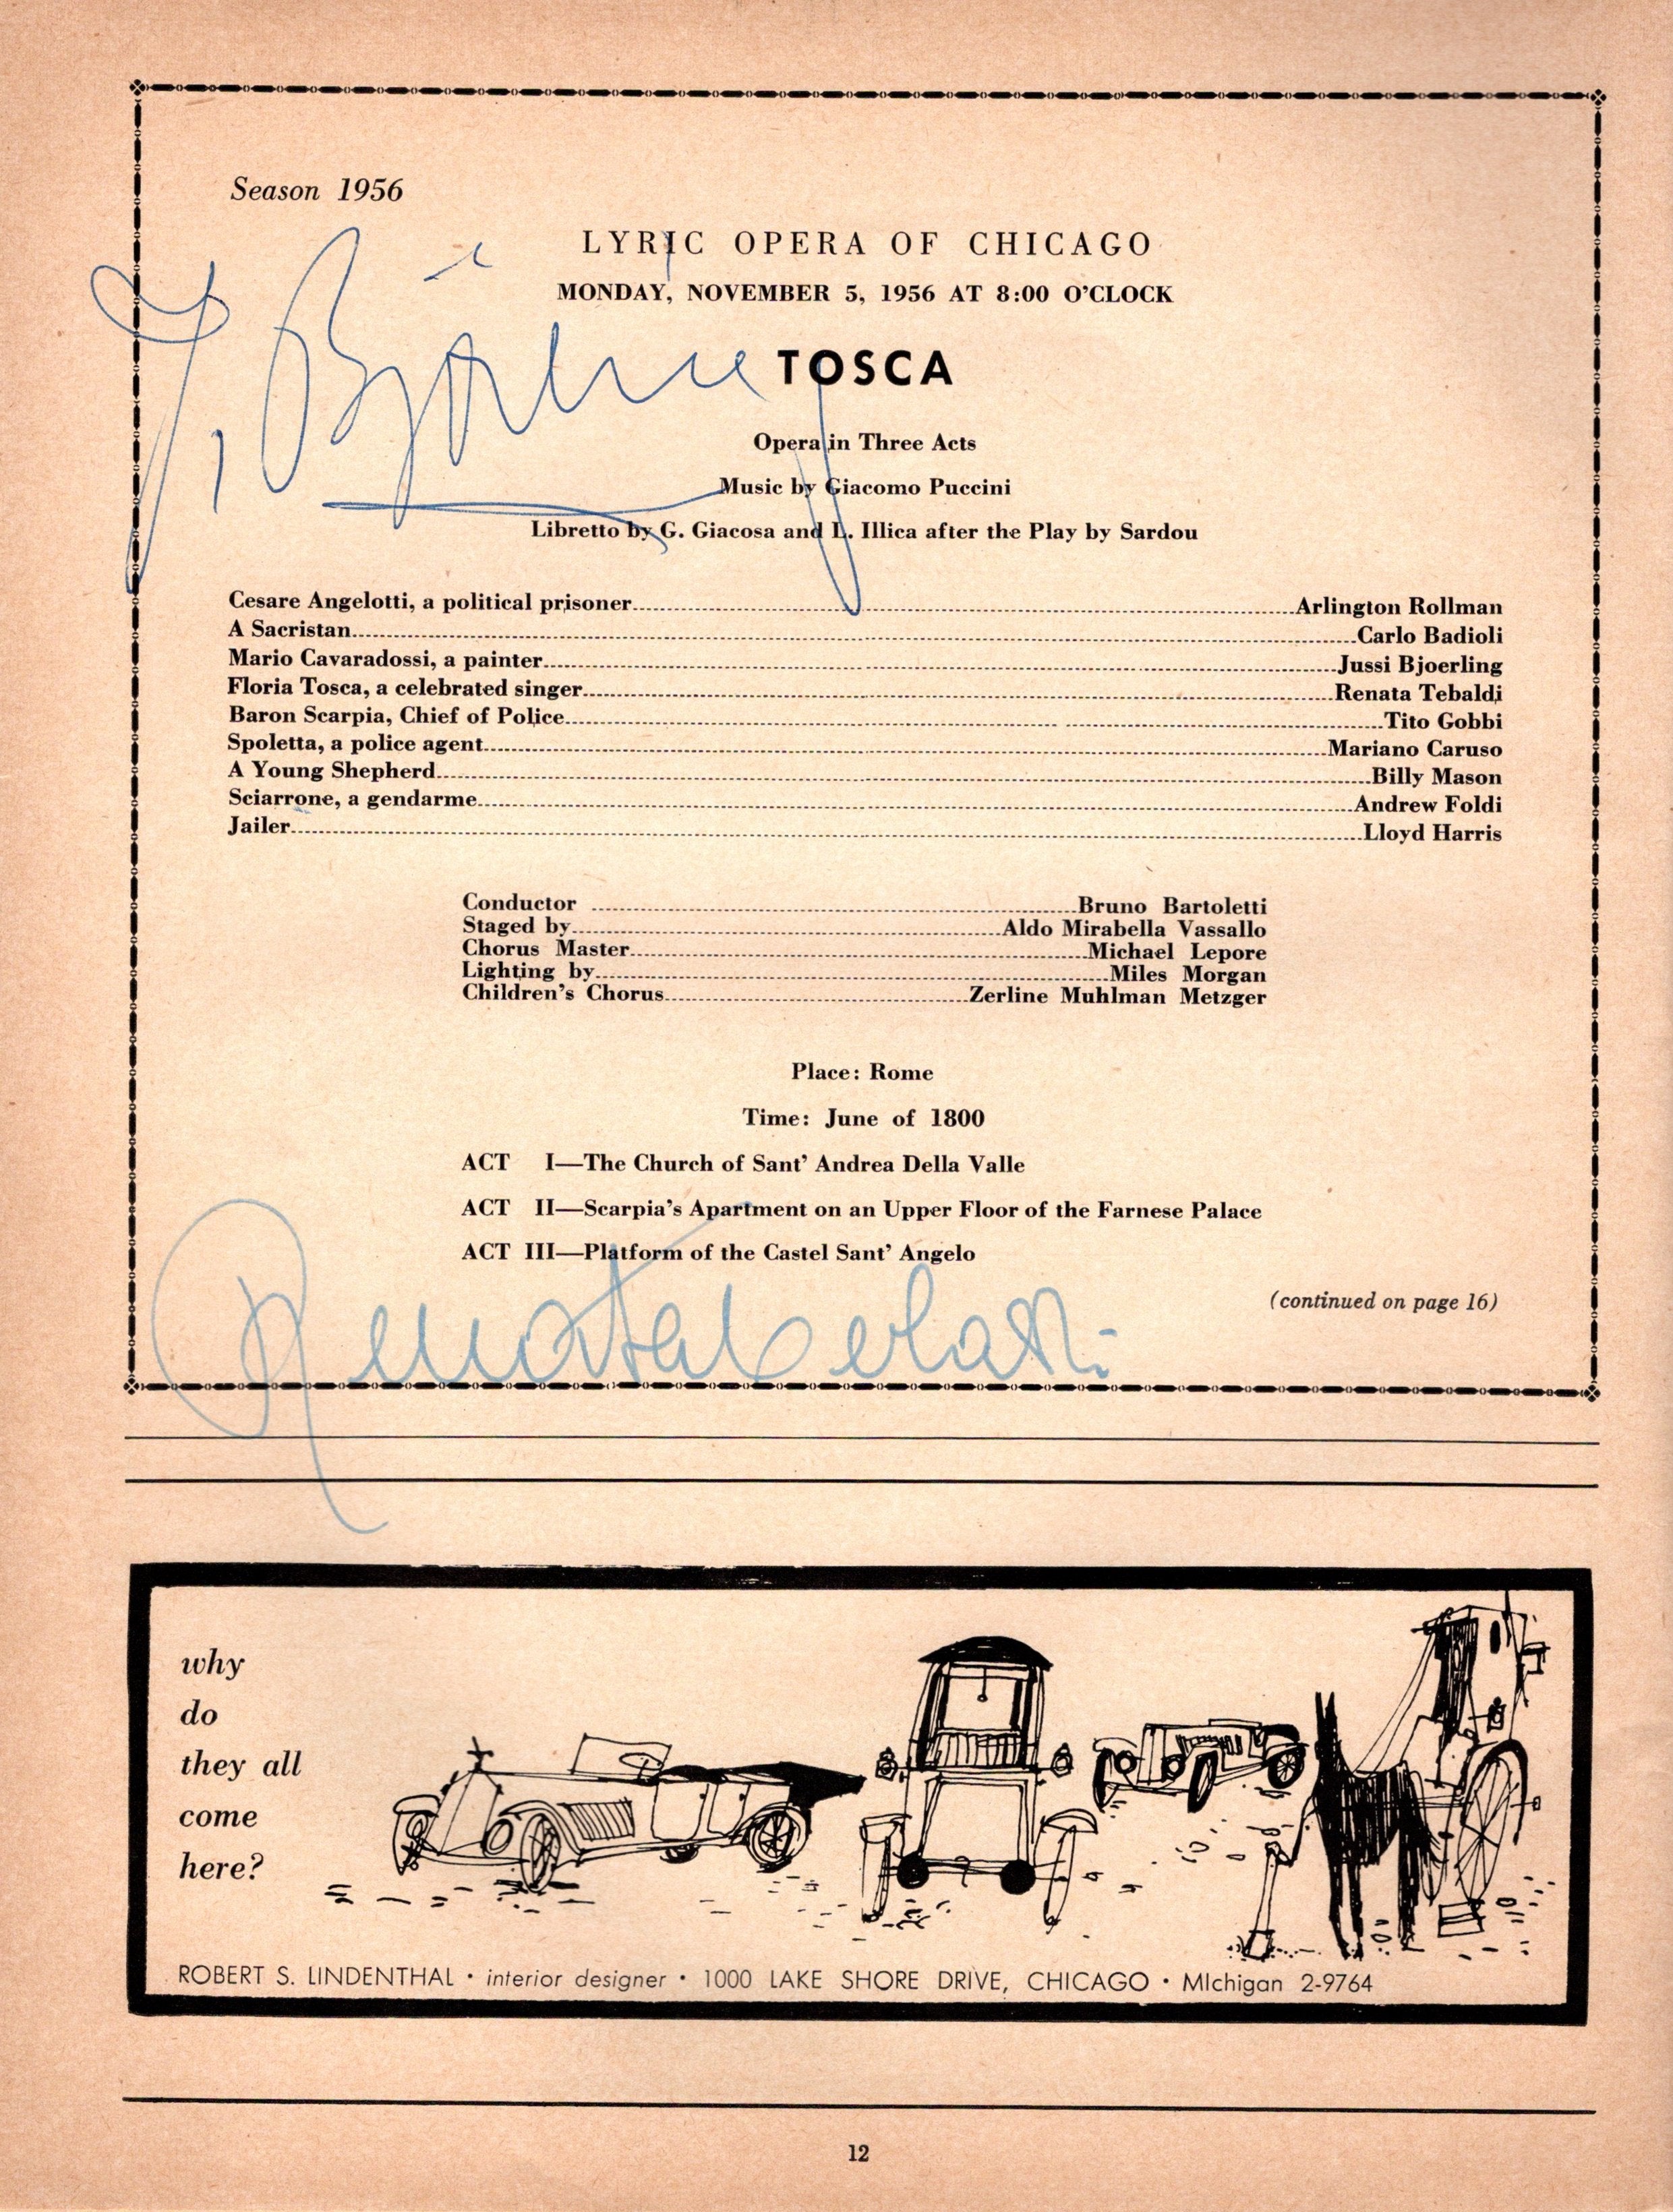 Season 1956
LYRIC OPERA OF CHICAGO
MONDAY, NOVEMBER 5, 1956 AT 8:00 O'CLOCK
J. Björling
TOSCA
Opera in Three Acts
Music by Giacomo Puccini
Libretto by G. Giacosa and L. Illica after the Play by Sardou
Cesare Angelotti, a political prisoner Arlington Rollman
A Sacristan Carlo Badioli
Mario Cavaradossi, a painter Jussi Bjoerling
Floria Tosca, a celebrated singer Renata Tebaldi
Baron Scarpia, Chief of Police Tito Gobbi
Spoletta, a police agent Mariano Caruso
A Young Shepherd Billy Mason
Sciarrone, a gendarme Andrew Foldi
Jailer Lloyd Harris
Conductor Bruno Bartoletti
Staged by Aldo Mirabella Vassallo
Chorus Master Michael Lepore
Lighting by Miles Morgan
Children's Chorus Zerline Muhlman Metzger
Place: Rome
Time: June of 1800
ACT I—The Church of Sant' Andrea Della Valle
ACT II—Scarpia's Apartment on an Upper Floor of the Farnese Palace
ACT III—Platform of the Castel Sant' Angelo
(continued on page 16)
Renata Tebaldi
why
do
they all
come
here?
ROBERT S. LINDENTHAL • interior designer • 1000 LAKE SHORE DRIVE, CHICAGO • MIchigan 2-9764
12